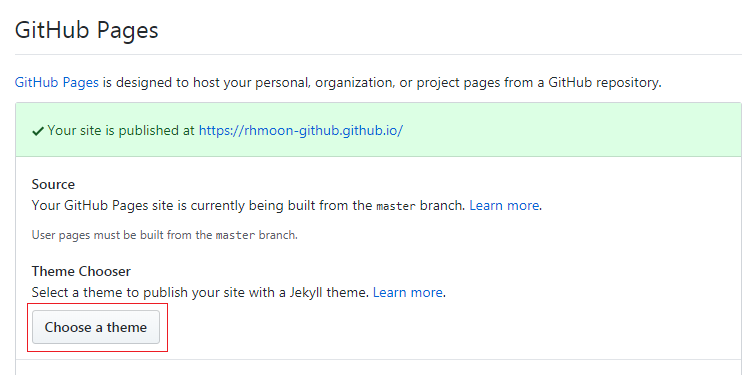 GitHub Pages
GitHub Pages is designed to host your personal, organization, or project pages from a GitHub repository.
✔ Your site is published at https://rhmoon-github.github.io/
Source
Your GitHub Pages site is currently being built from the master branch. Learn more.
User pages must be built from the master branch.
Theme Chooser
Select a theme to publish your site with a Jekyll theme. Learn more.
Choose a theme